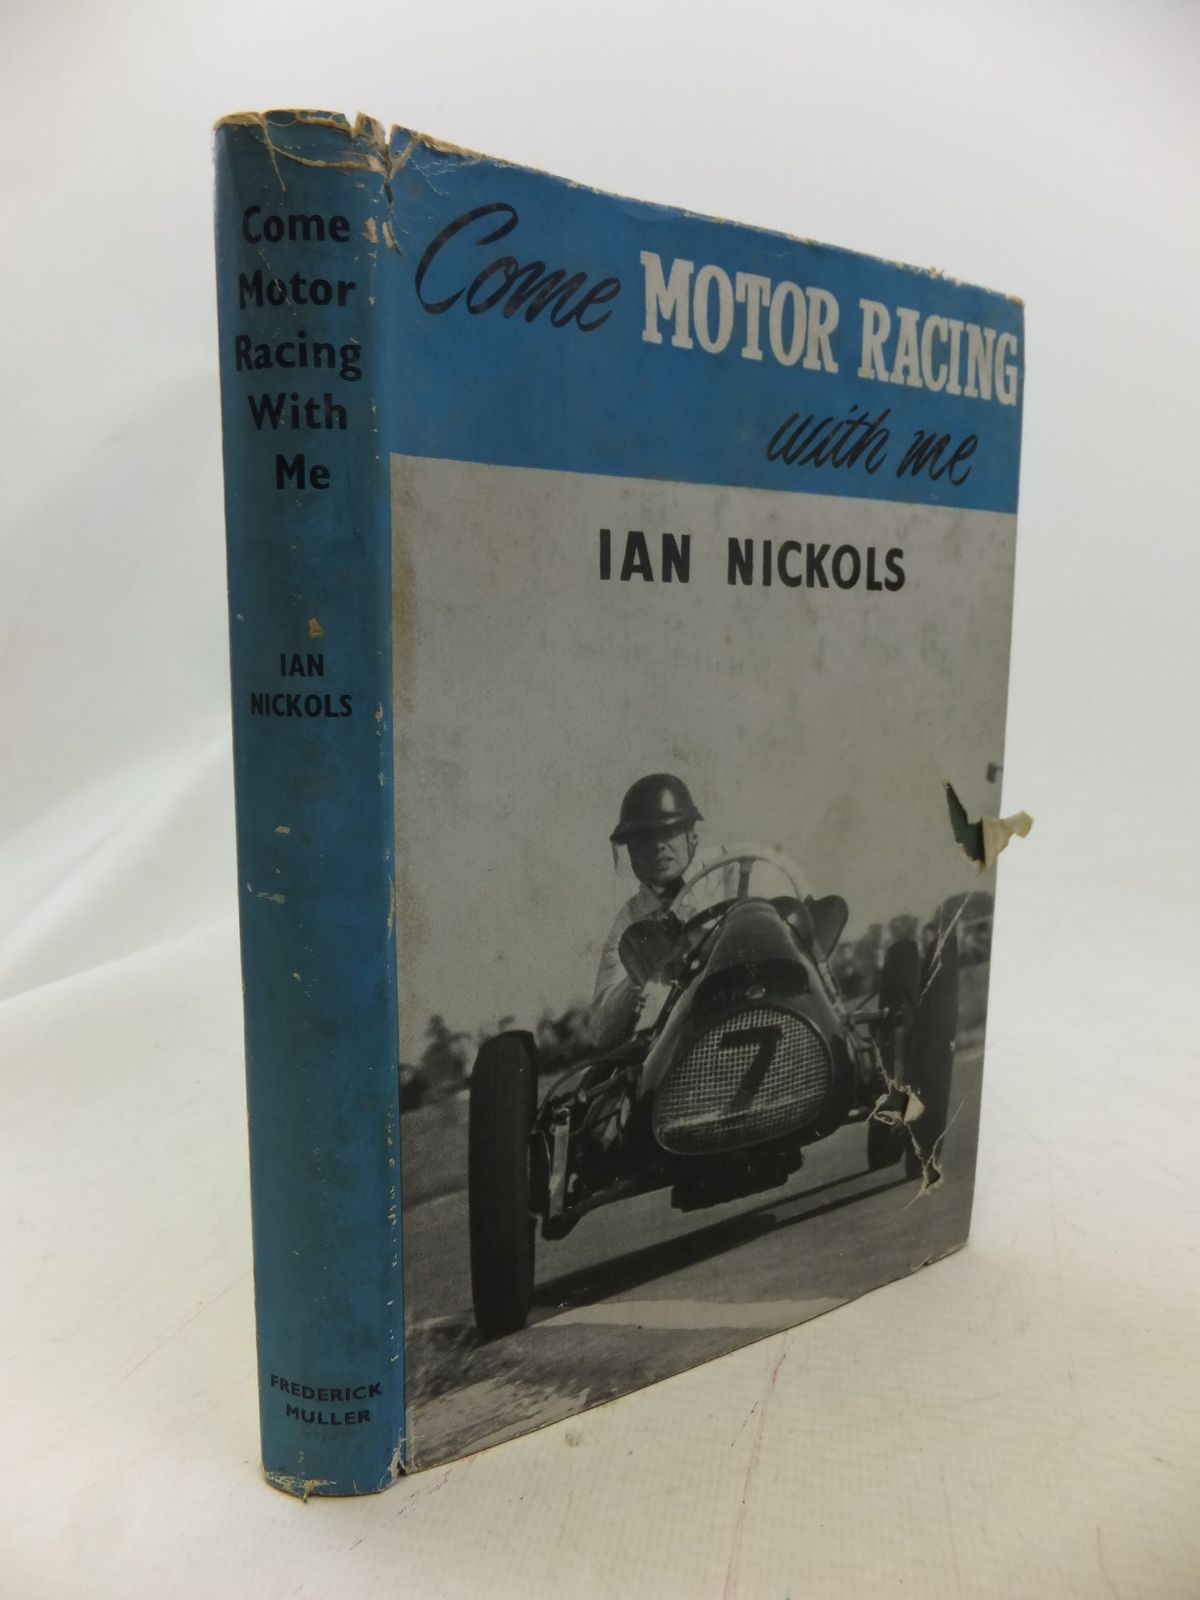 Come
Motor
Racing
With
Me
IAN
NICKOLS
FREDERICK
MULLER
Come MOTOR RACING
with me
IAN NICKOLS
7